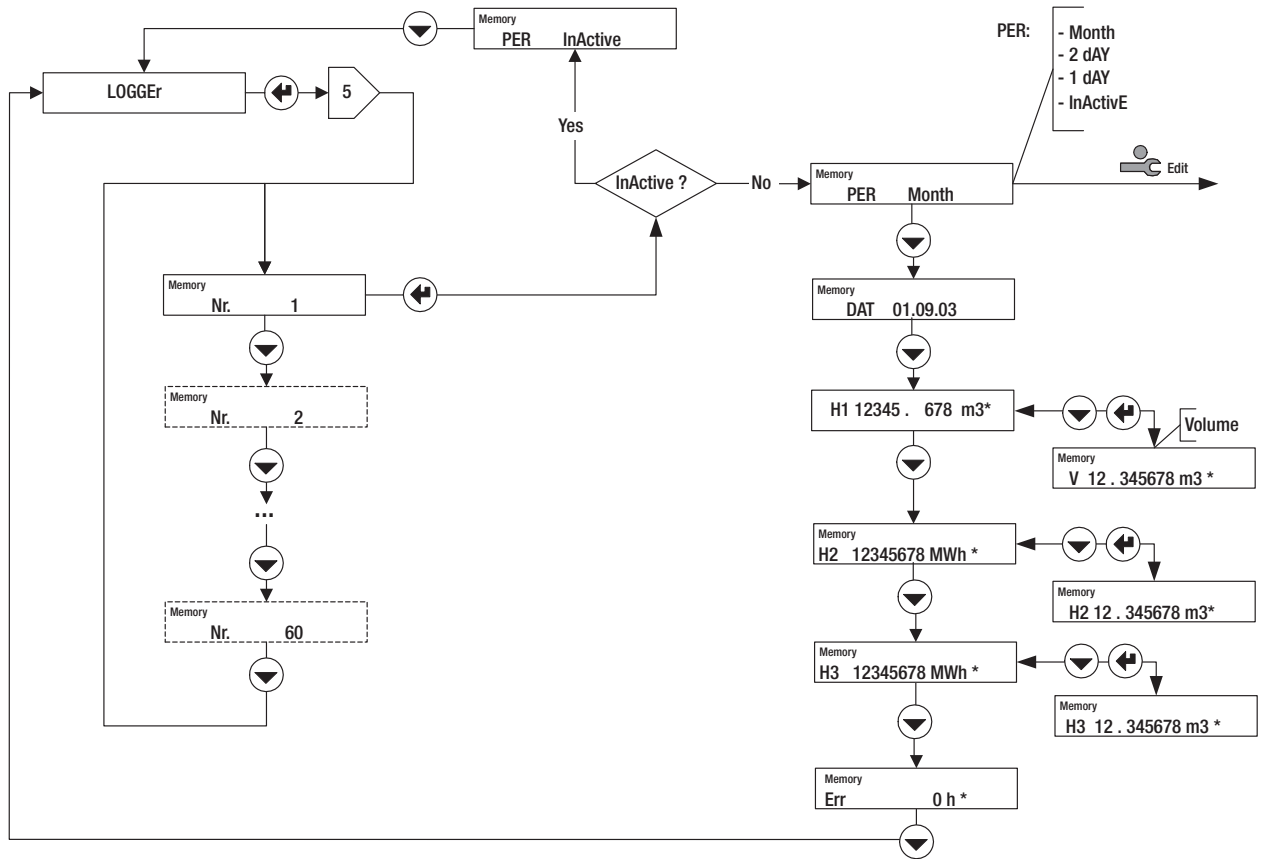 Memory
PER InActive
LOGGEr
5
Yes
InActive ?
No
PER:
- Month
- 2 dAY
- 1 dAY
- InActivE
Edit
Memory
PER Month
Memory
Nr. 1
Memory
Nr. 2
...
Memory
Nr. 60
Memory
DAT 01.09.03
H1 12345 . 678 m3*
Volume
Memory
V 12 . 345678 m3 *
Memory
H2 12345678 MWh *
Memory
H2 12 . 345678 m3*
Memory
H3 12345678 MWh *
Memory
H3 12 . 345678 m3 *
Memory
Err 0 h *